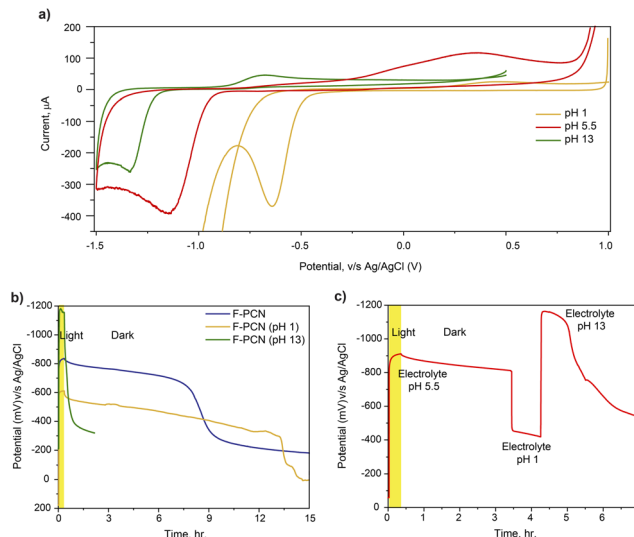 a)
200
100
0
-100
-200
-300
-400
Current, µA
pH 1
pH 5.5
pH 13
-1.5
-1.0
-0.5
0.0
0.5
1.0
Potential, v/s Ag/AgCl (V)
b)
-1200
-1000
-800
-600
-400
-200
0
200
Potential (mV)v/s Ag/AgCl
Light
Dark
F-PCN
F-PCN (pH 1)
F-PCN (pH 13)
0
3
6
9
12
15
Time, hr.
c)
-1200
-1000
-800
-600
-400
-200
0
Potential (mV)v/s Ag/AgCl
Light
Dark
Electrolyte
pH 5.5
Electrolyte
pH 1
Electrolyte
pH 13
0
1
2
3
4
5
6
Time, hr.